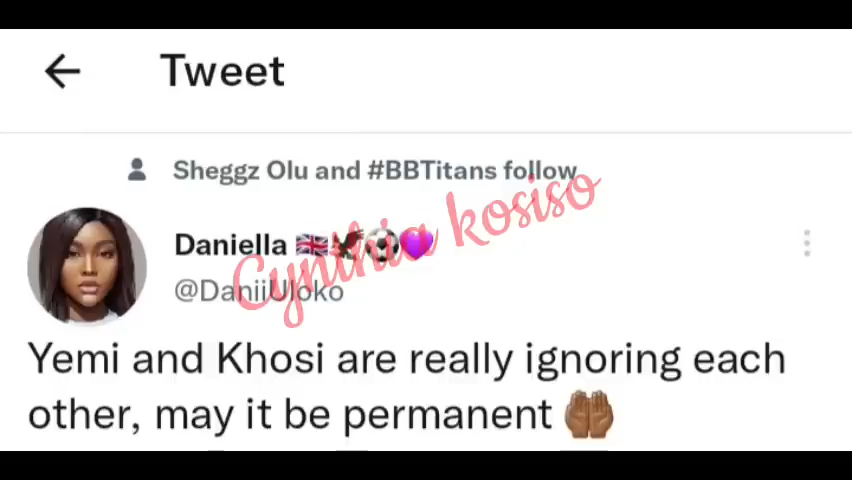 Tweet
Sheggz Olu and #BBTitans follow
Daniella 🇬🇧🦅⚽💜
@DaniiUloko
Cynthia kosiso
Yemi and Khosi are really ignoring each
other, may it be permanent 🤲🏾